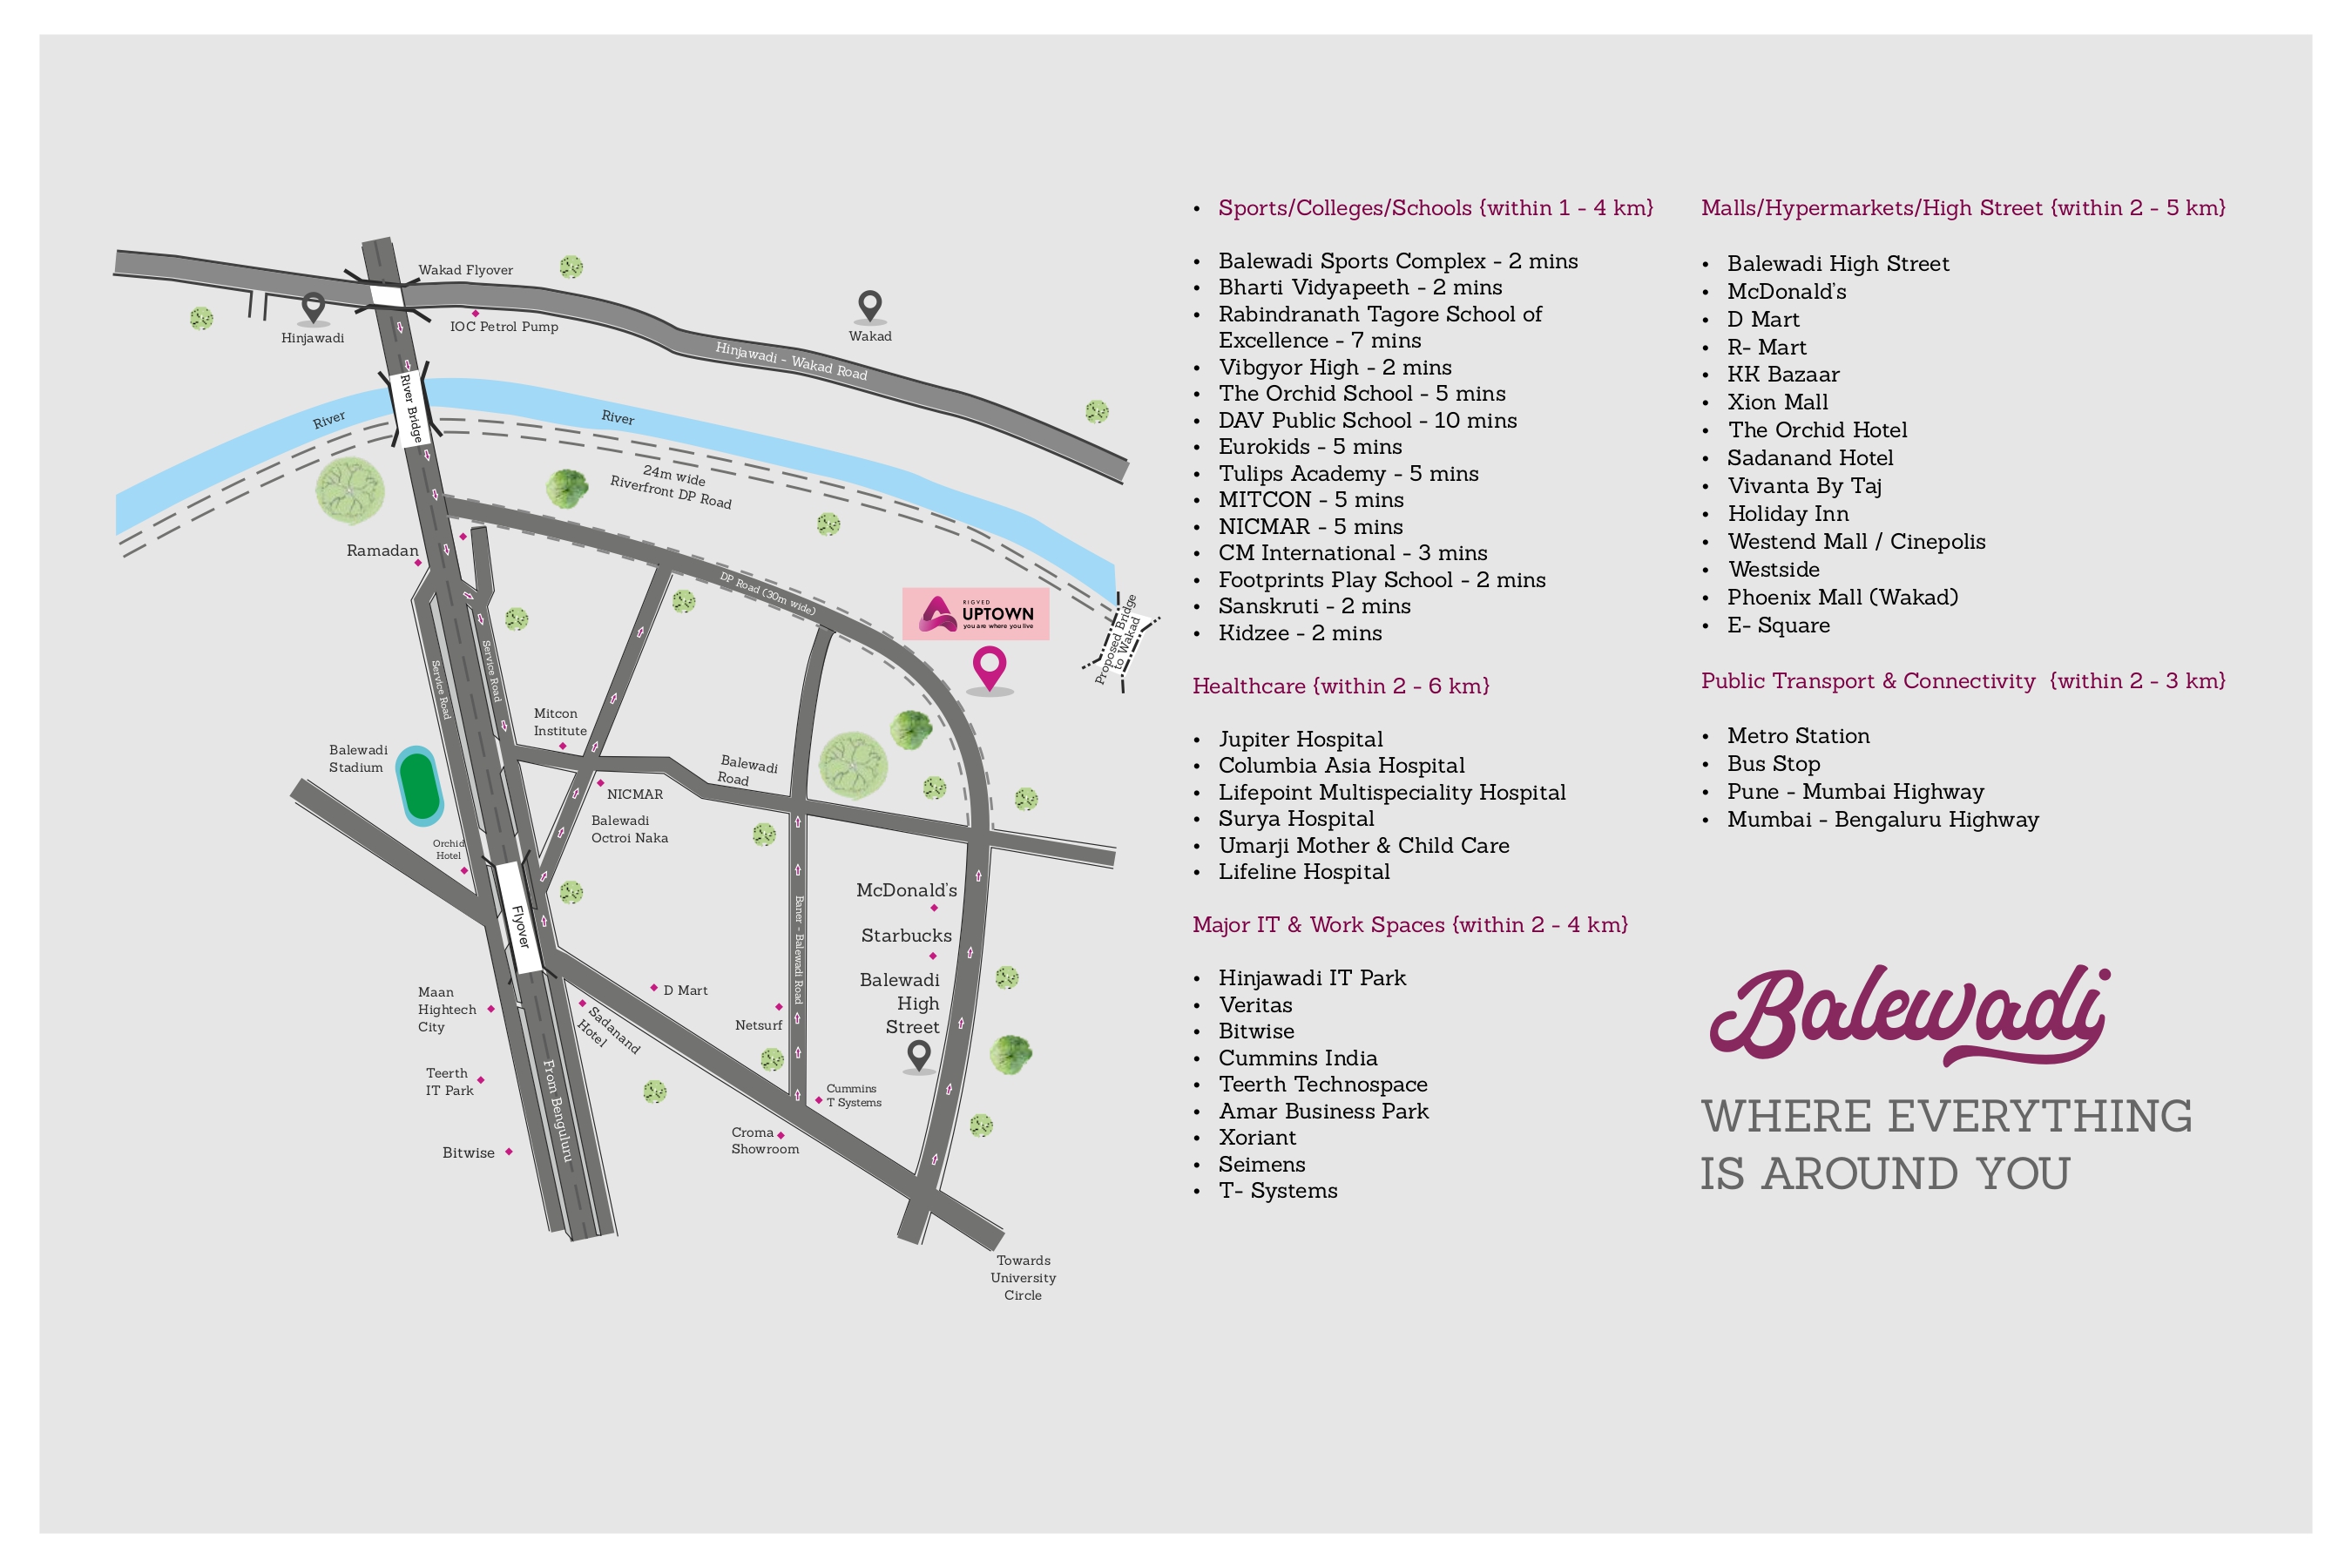 Wakad Flyover
IOC Petrol Pump
Hinjawadi
Wakad
Hinjawadi - Wakad Road
River Bridge
River
River
24m wide
Riverfront DP Road
Ramadan
DP Road (30m wide)
RIGVED
UPTOWN
you are where you live
Proposed Bridge
to Wakad
Service Road
Service Road
Mitcon
Institute
Balewadi
Stadium
Balewadi
Road
NICMAR
Balewadi
Octroi Naka
Orchid
Hotel
Flyover
McDonald's
Starbucks
Balewadi
High
Street
Baner - Balewadi Road
D Mart
Maan
Hightech
City
Sadanand
Hotel
Netsurf
Teerth
IT Park
From Benguluru
Cummins
T Systems
Croma
Showroom
Bitwise
Towards
University
Circle
• Sports/Colleges/Schools {within 1 - 4 km}
• Balewadi Sports Complex - 2 mins
• Bharti Vidyapeeth - 2 mins
• Rabindranath Tagore School of
Excellence - 7 mins
• Vibgyor High - 2 mins
• The Orchid School - 5 mins
• DAV Public School - 10 mins
• Eurokids - 5 mins
• Tulips Academy - 5 mins
• MITCON - 5 mins
• NICMAR - 5 mins
• CM International - 3 mins
• Footprints Play School - 2 mins
• Sanskruti - 2 mins
• Kidzee - 2 mins
Healthcare {within 2 - 6 km}
• Jupiter Hospital
• Columbia Asia Hospital
• Lifepoint Multispeciality Hospital
• Surya Hospital
• Umarji Mother & Child Care
• Lifeline Hospital
Major IT & Work Spaces {within 2 - 4 km}
• Hinjawadi IT Park
• Veritas
• Bitwise
• Cummins India
• Teerth Technospace
• Amar Business Park
• Xoriant
• Seimens
• T- Systems
Malls/Hypermarkets/High Street {within 2 - 5 km}
• Balewadi High Street
• McDonald's
• D Mart
• R- Mart
• KK Bazaar
• Xion Mall
• The Orchid Hotel
• Sadanand Hotel
• Vivanta By Taj
• Holiday Inn
• Westend Mall / Cinepolis
• Westside
• Phoenix Mall (Wakad)
• E- Square
Public Transport & Connectivity {within 2 - 3 km}
• Metro Station
• Bus Stop
• Pune - Mumbai Highway
• Mumbai - Bengaluru Highway
Balewadi
WHERE EVERYTHING
IS AROUND YOU